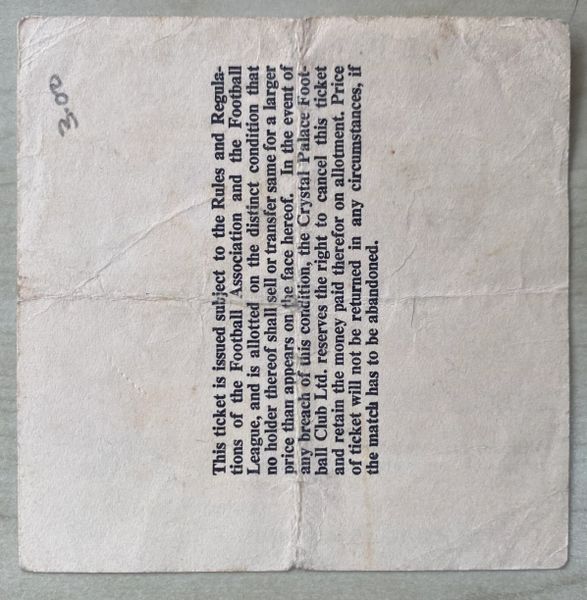 3.00
This ticket is issued subject to the Rules and Regula-
tions of the Football Association and the Football
League, and is allotted on the distinct condition that
no holder thereof shall sell or transfer same for a larger
price than appears on the face hereof. In the event of
any breach of this condition, the Crystal Palace Foot-
ball Club Ltd. reserves the right to cancel this ticket
and retain the money paid therefor on allotment. Price
of ticket will not be returned in any circumstances, if
the match has to be abandoned.